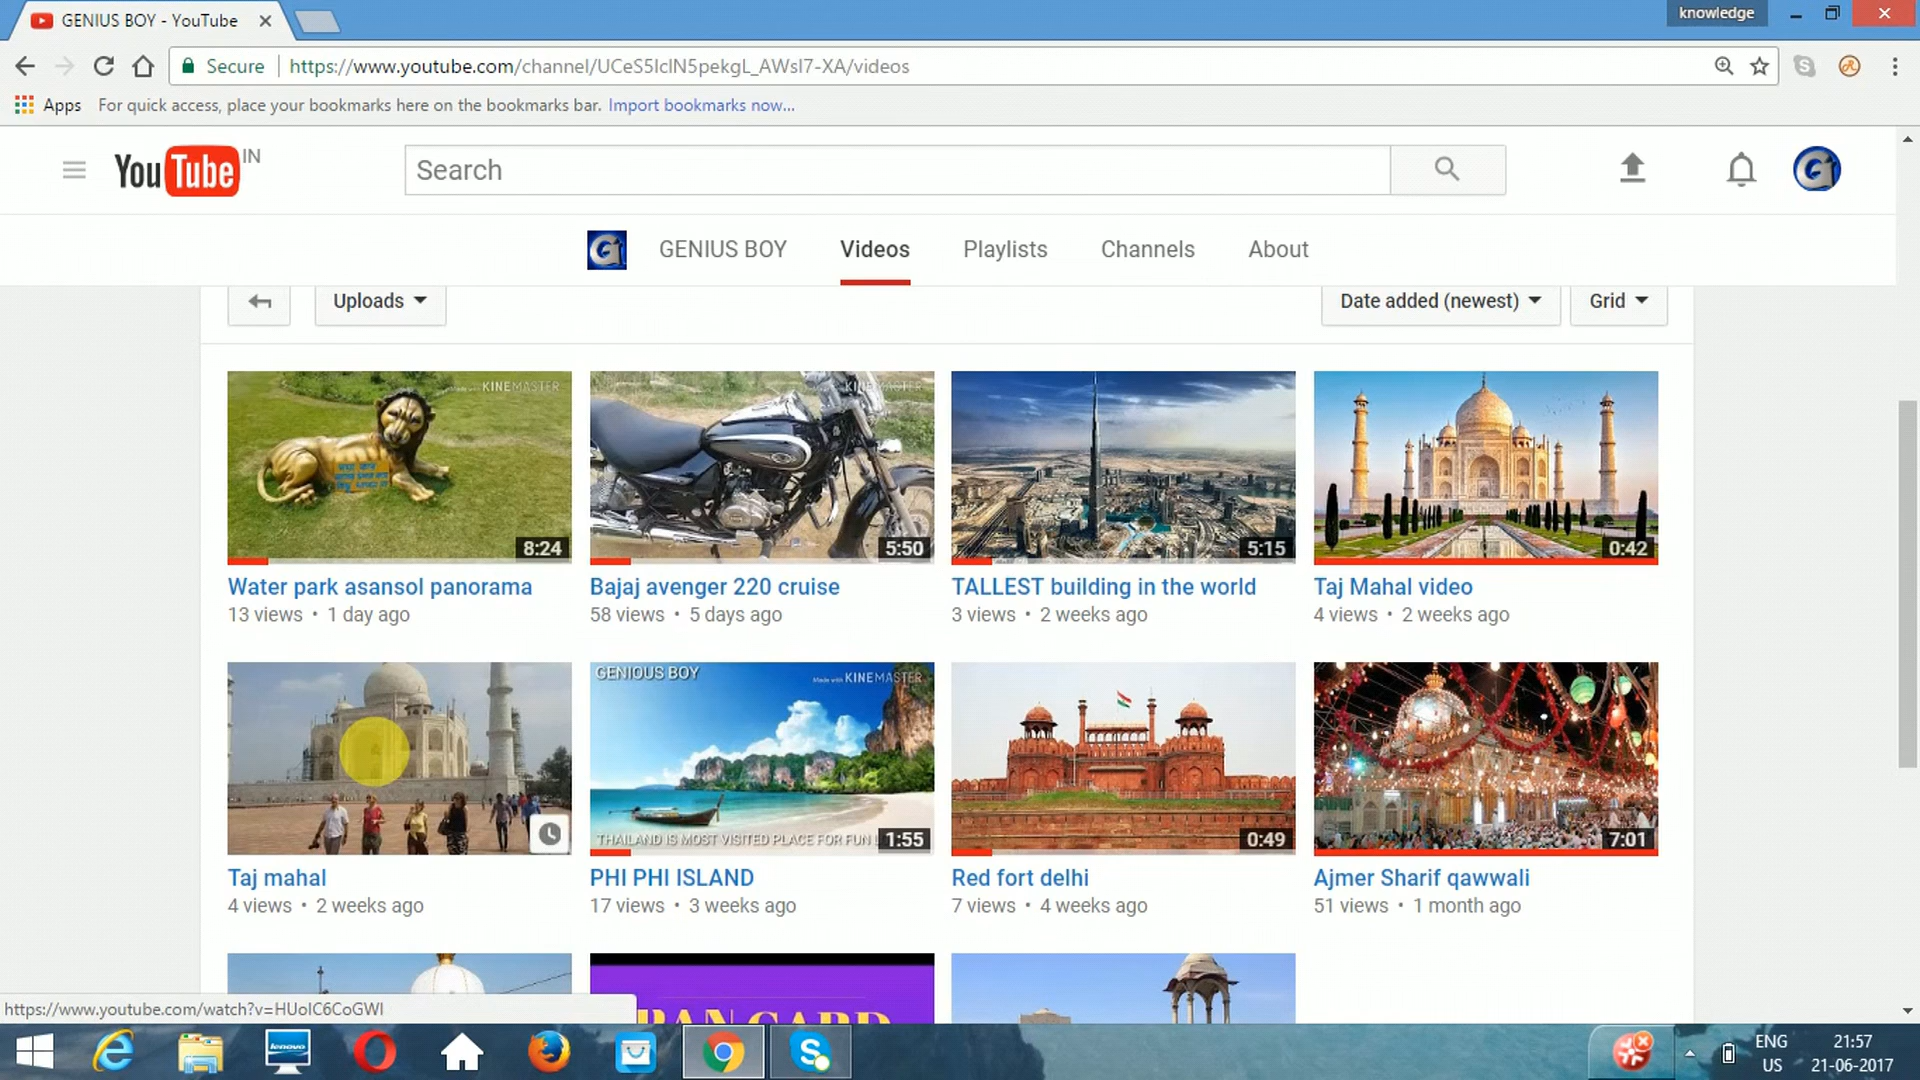 GENIUS BOY - YouTube
knowledge
Secure
https://www.youtube.com/channel/UCeS5IcIN5pekgL_AWsI7-XA/videos
Apps
For quick access, place your bookmarks here on the bookmarks bar. Import bookmarks now...
YouTube IN
Search
GENIUS BOY
Videos
Playlists
Channels
About
Uploads
Date added (newest)
Grid
Made with KINEMASTER
8:24
KINEMASTER
5:50
5:15
0:42
Water park asansol panorama
13 views • 1 day ago
Bajaj avenger 220 cruise
58 views • 5 days ago
TALLEST building in the world
3 views • 2 weeks ago
Taj Mahal video
4 views • 2 weeks ago
GENIOUS BOY
Made with KINEMASTER
THAILAND IS MOST VISITED PLACE FOR FUN
1:55
0:49
7:01
Taj mahal
4 views • 2 weeks ago
PHI PHI ISLAND
17 views • 3 weeks ago
Red fort delhi
7 views • 4 weeks ago
Ajmer Sharif qawwali
51 views • 1 month ago
https://www.youtube.com/watch?v=HUoIC6CoGWI
CARD
lenovo
ENG
US
21:57
21-06-2017